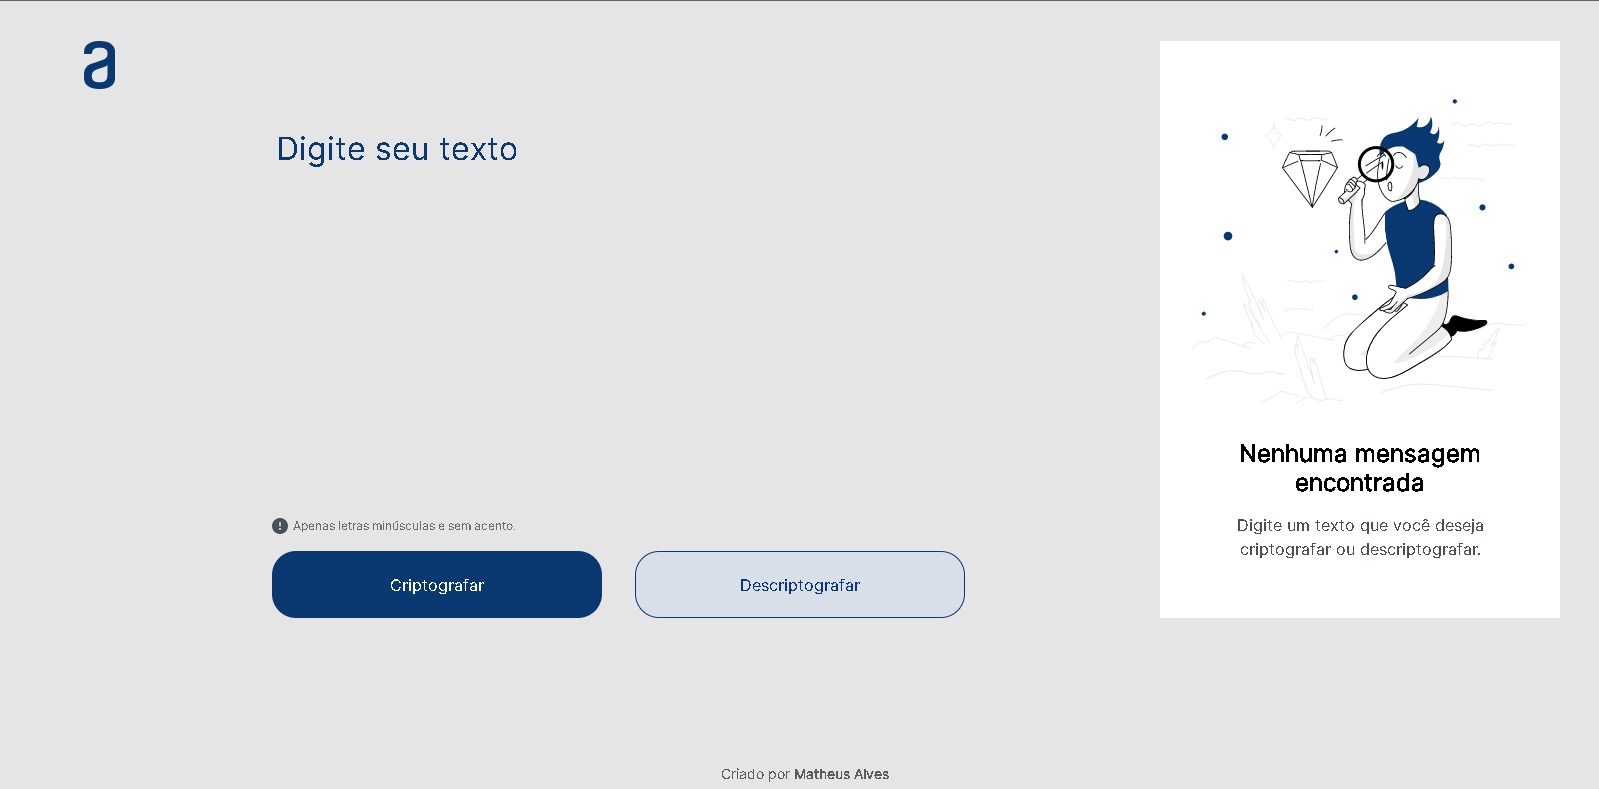 a
Digite seu texto
Apenas letras minúsculas e sem acento.
Criptografar
Descriptografar
Nenhuma mensagem
encontrada
Digite um texto que você deseja
criptografar ou descriptografar.
Criado por Matheus Alves